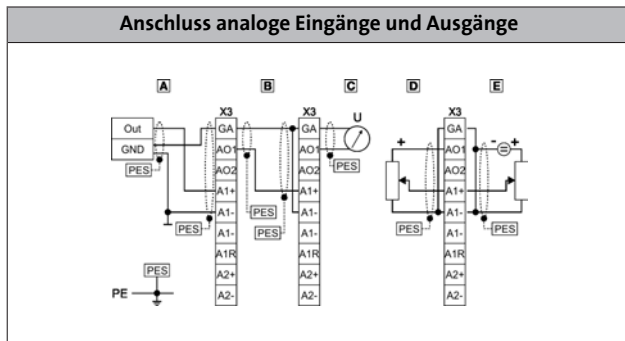 Anschluss analoge Eingänge und Ausgänge
A B C D E
X3 X3 U X3
Out GA GA + GA - = +
GND AO1 AO1 AO1
PES AO2 AO2 PES AO2
A1+ A1+ A1+
A1- PES A1- A1-
PES A1- PES A1- PES A1- PES
A1R A1R A1R
PES A2+ A2+ A2+
PE A2- A2- A2-